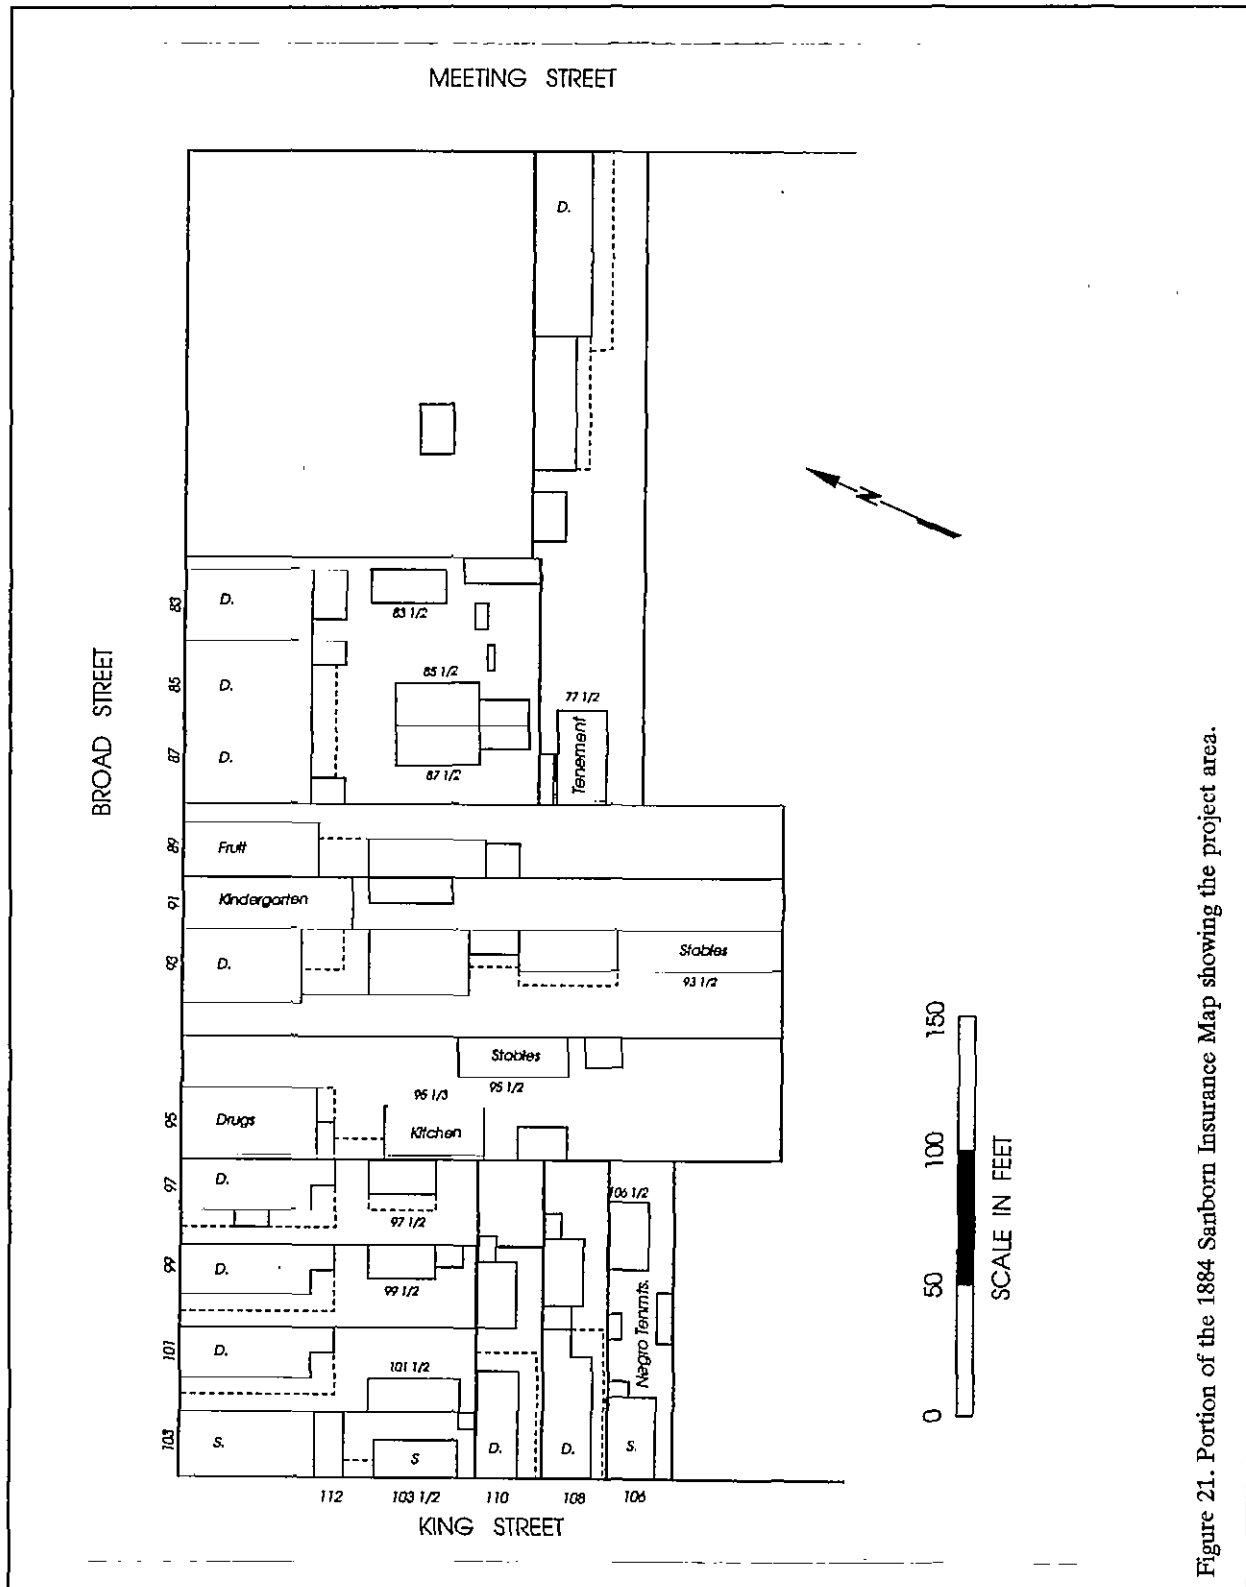 MEETING STREET
D.
BROAD STREET
83
D.
83 1/2
85
D.
85 1/2
87
D.
87 1/2
77 1/2
Tenement
89
Fruit
91
Kindergarten
93
D.
Stables
93 1/2
Stables
95 1/2
95
Drugs
95 1/3
Kitchen
97
D.
97 1/2
106 1/2
99
D.
99 1/2
Negro Tenmts.
101
D.
101 1/2
103
S.
S
D.
D.
S.
112
103 1/2
110
108
106
KING STREET
N
0
50
100
150
SCALE IN FEET
Figure 21. Portion of the 1884 Sanborn Insurance Map showing the project area.